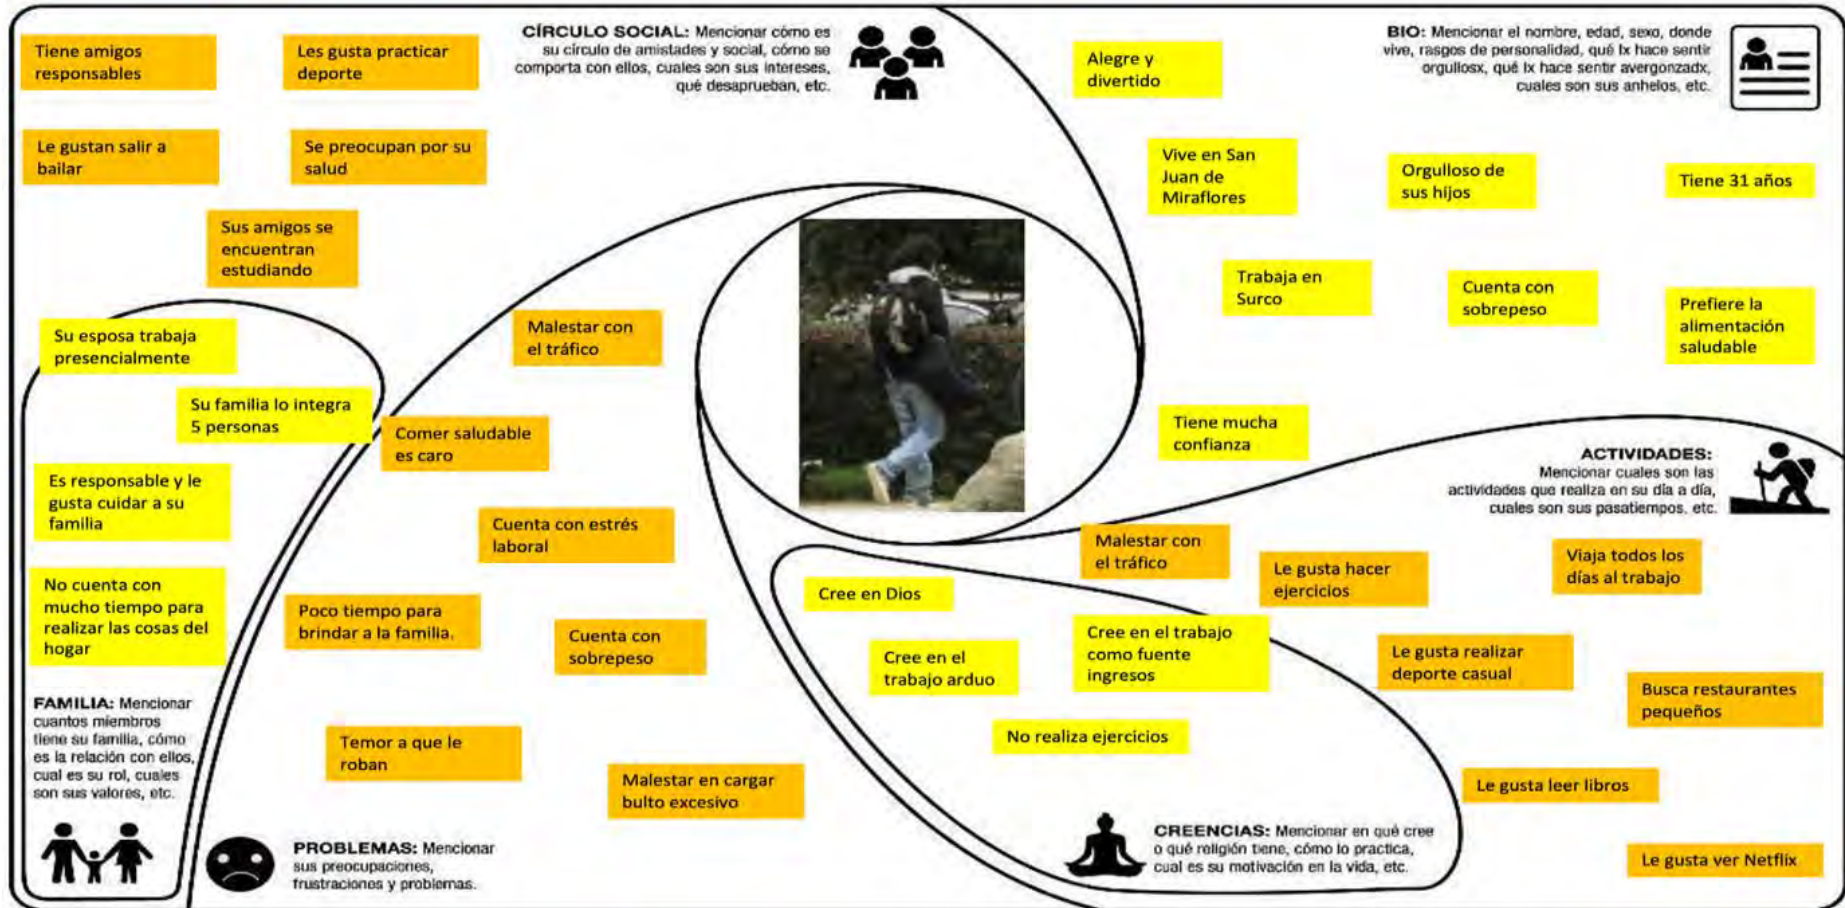 Tiene amigos
responsables
Les gusta practicar
deporte
Le gustan salir a
bailar
Se preocupan por su
salud
Sus amigos se
encuentran
estudiando
CÍRCULO SOCIAL: Mencionar cómo es
su círculo de amistades y social, cómo se
comporta con ellos, cuales son sus intereses,
qué desaprueban, etc.
Alegre y
divertido
BIO: Mencionar el nombre, edad, sexo, donde
vive, rasgos de personalidad, qué lx hace sentir
orgullosx, qué lx hace sentir avergonzadx,
cuales son sus anhelos, etc.
Vive en San
Juan de
Miraflores
Orgulloso de
sus hijos
Tiene 31 años
Trabaja en
Surco
Cuenta con
sobrepeso
Prefiere la
alimentación
saludable
Tiene mucha
confianza
Su esposa trabaja
presencialmente
Su familia lo integra
5 personas
Es responsable y le
gusta cuidar a su
familia
No cuenta con
mucho tiempo para
realizar las cosas del
hogar
FAMILIA: Mencionar
cuantos miembros
tiene su familia, cómo
es la relación con ellos,
cual es su rol, cuales
son sus valores, etc.
Malestar con
el tráfico
Comer saludable
es caro
Cuenta con estrés
laboral
Poco tiempo para
brindar a la familia.
Cuenta con
sobrepeso
Temor a que le
roban
Malestar en cargar
bulto excesivo
PROBLEMAS: Mencionar
sus preocupaciones,
frustraciones y problemas.
Cree en Dios
Cree en el
trabajo arduo
Cree en el trabajo
como fuente
ingresos
No realiza ejercicios
CREENCIAS: Mencionar en qué cree
o qué religión tiene, cómo lo practica,
cual es su motivación en la vida, etc.
ACTIVIDADES:
Mencionar cuales son las
actividades que realiza en su día a día,
cuales son sus pasatiempos, etc.
Malestar con
el tráfico
Le gusta hacer
ejercicios
Viaja todos los
días al trabajo
Le gusta realizar
deporte casual
Busca restaurantes
pequeños
Le gusta leer libros
Le gusta ver Netflix